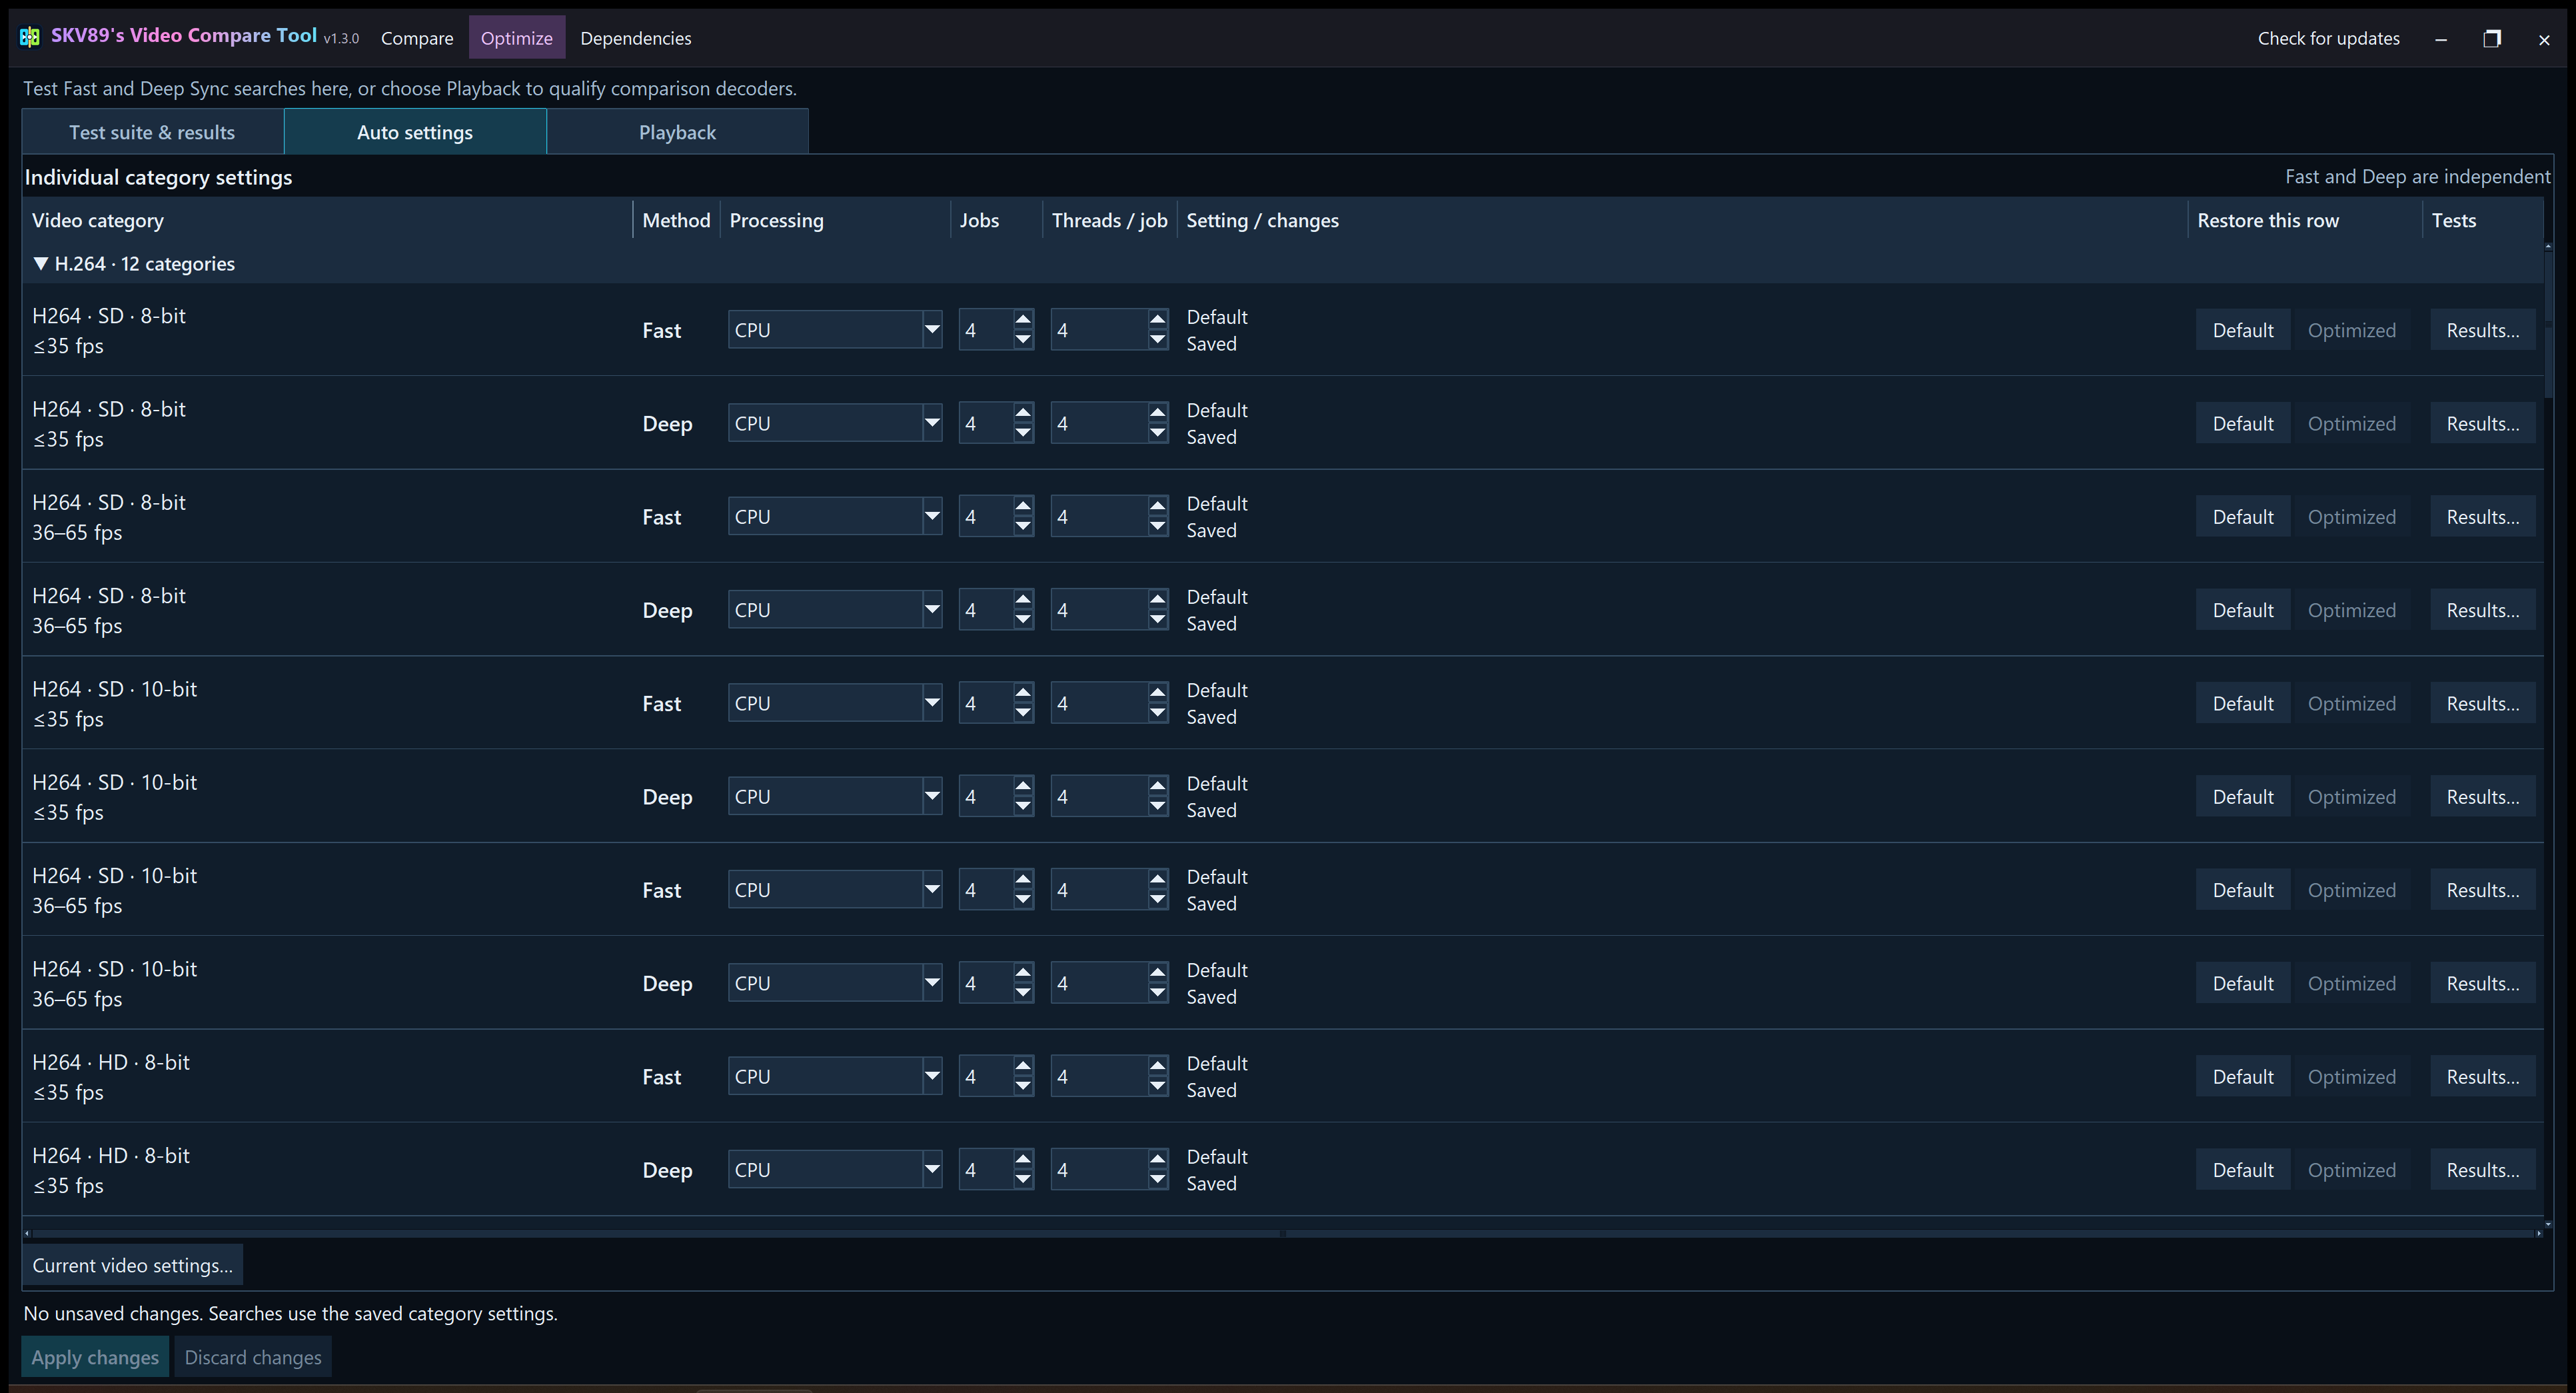 SKV89's Video Compare Tool v1.3.0 Compare Optimize Dependencies Check for updates
Test Fast and Deep Sync searches here, or choose Playback to qualify comparison decoders.
Test suite & results Auto settings Playback
Individual category settings Fast and Deep are independent
Video category Method Processing Jobs Threads / job Setting / changes Restore this row Tests
▼ H.264 · 12 categories
H264 · SD · 8-bit
≤35 fps
Fast CPU 4 4
Default
Saved
Default Optimized Results...
H264 · SD · 8-bit
≤35 fps
Deep CPU 4 4
Default
Saved
Default Optimized Results...
H264 · SD · 8-bit
36–65 fps
Fast CPU 4 4
Default
Saved
Default Optimized Results...
H264 · SD · 8-bit
36–65 fps
Deep CPU 4 4
Default
Saved
Default Optimized Results...
H264 · SD · 10-bit
≤35 fps
Fast CPU 4 4
Default
Saved
Default Optimized Results...
H264 · SD · 10-bit
≤35 fps
Deep CPU 4 4
Default
Saved
Default Optimized Results...
H264 · SD · 10-bit
36–65 fps
Fast CPU 4 4
Default
Saved
Default Optimized Results...
H264 · SD · 10-bit
36–65 fps
Deep CPU 4 4
Default
Saved
Default Optimized Results...
H264 · HD · 8-bit
≤35 fps
Fast CPU 4 4
Default
Saved
Default Optimized Results...
H264 · HD · 8-bit
≤35 fps
Deep CPU 4 4
Default
Saved
Default Optimized Results...
Current video settings...
No unsaved changes. Searches use the saved category settings.
Apply changes Discard changes